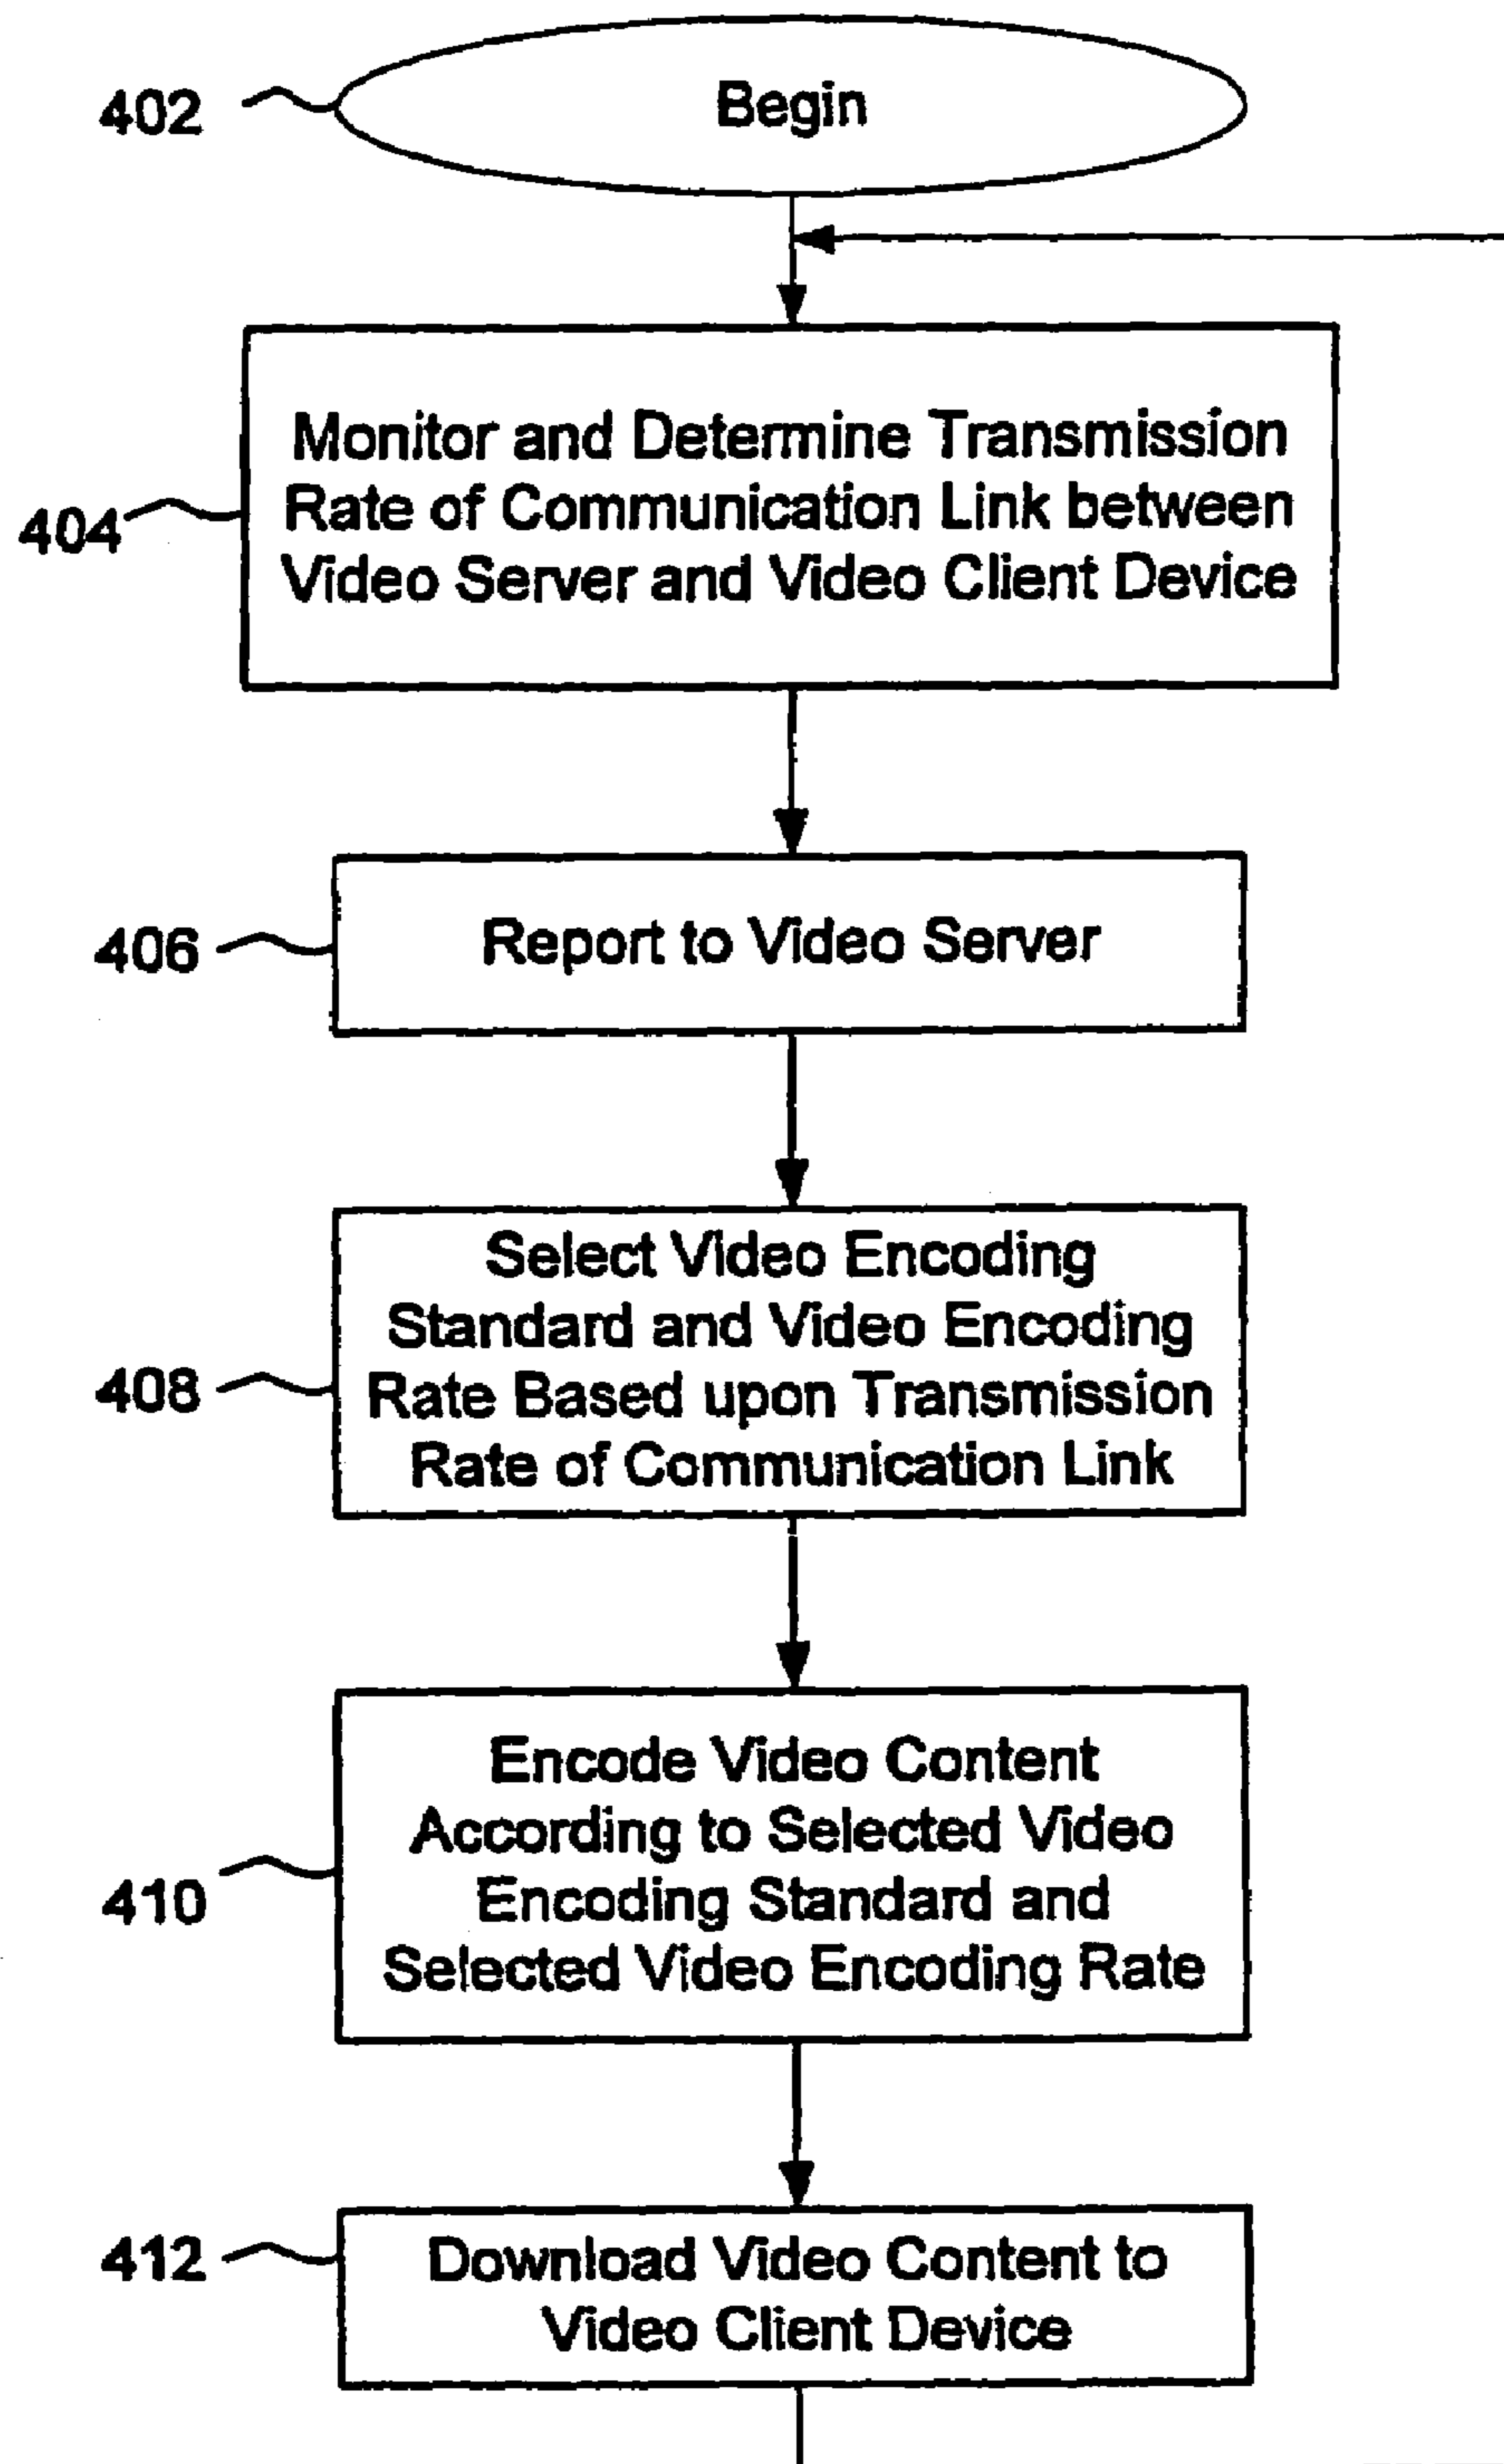 402
Begin
404
Monitor and Determine Transmission
Rate of Communication Link between
Video Server and Video Client Device
406
Report to Video Server
408
Select Video Encoding
Standard and Video Encoding
Rate Based upon Transmission
Rate of Communication Link
410
Encode Video Content
According to Selected Video
Encoding Standard and
Selected Video Encoding Rate
412
Download Video Content to
Video Client Device